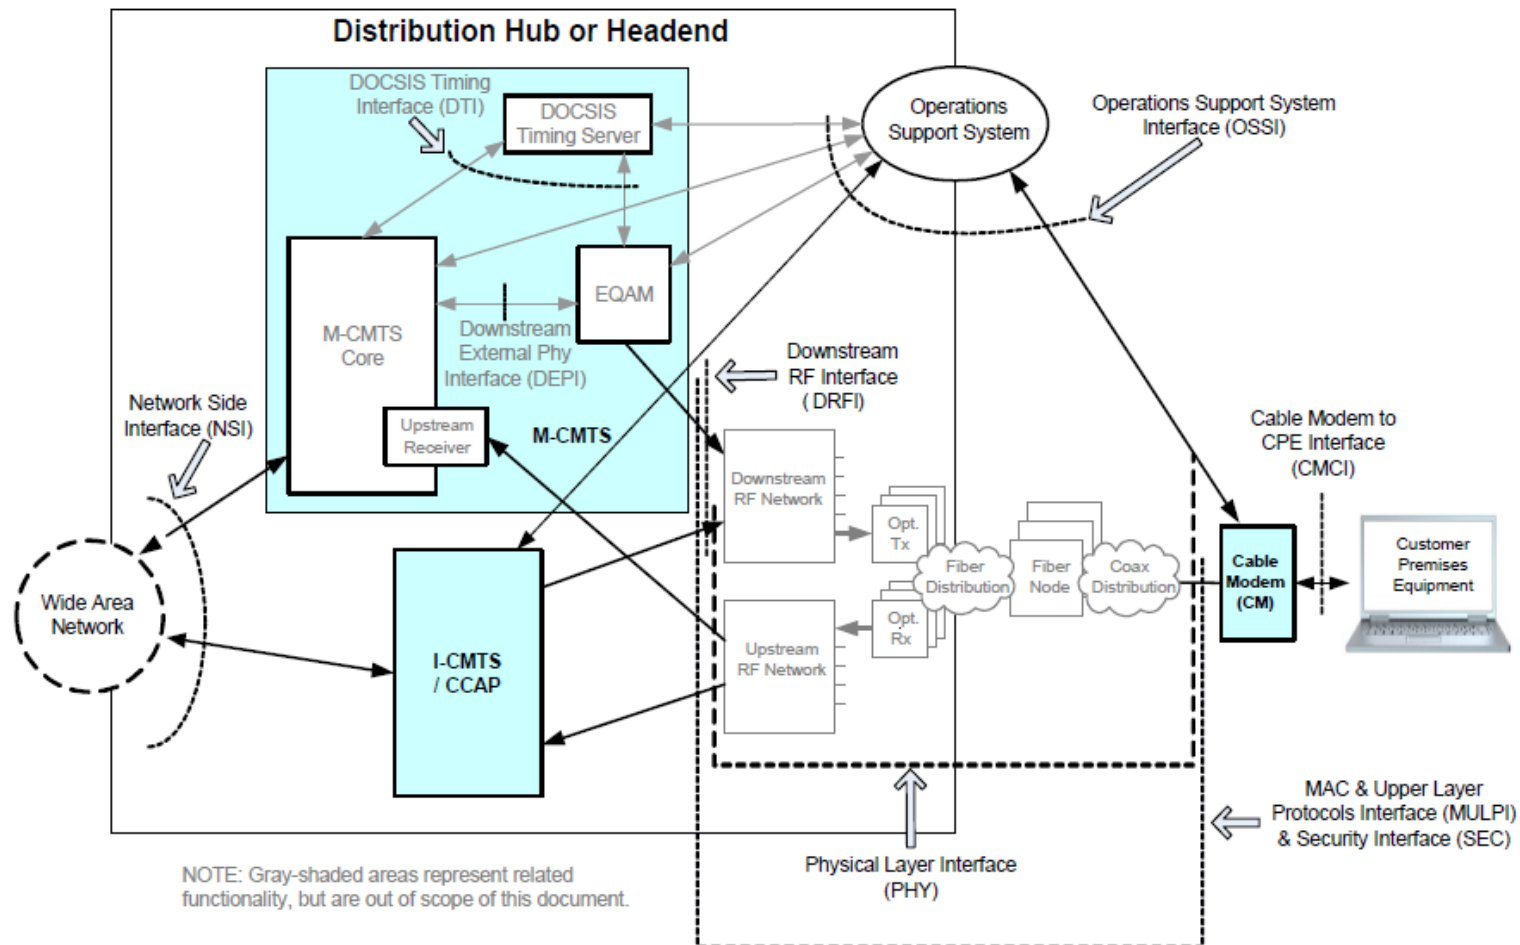 Distribution Hub or Headend
DOCSIS Timing
Interface (DTI)
DOCSIS
Timing Server
Operations
Support System
Operations Support System
Interface (OSSI)
M-CMTS
Core
EQAM
Downstream
External Phy
Interface (DEPI)
Upstream
Receiver
M-CMTS
Network Side
Interface (NSI)
Downstream
RF Interface
( DRFI)
Cable Modem to
CPE Interface
(CMCI)
Downstream
RF Network
Opt.
Tx
Fiber
Distribution
Fiber
Node
Coax
Distribution
Cable
Modem
(CM)
Customer
Premises
Equipment
Wide Area
Network
I-CMTS
/ CCAP
Upstream
RF Network
Opt.
Rx
MAC & Upper Layer
Protocols Interface (MULPI)
& Security Interface (SEC)
Physical Layer Interface
(PHY)
NOTE: Gray-shaded areas represent related
functionality, but are out of scope of this document.